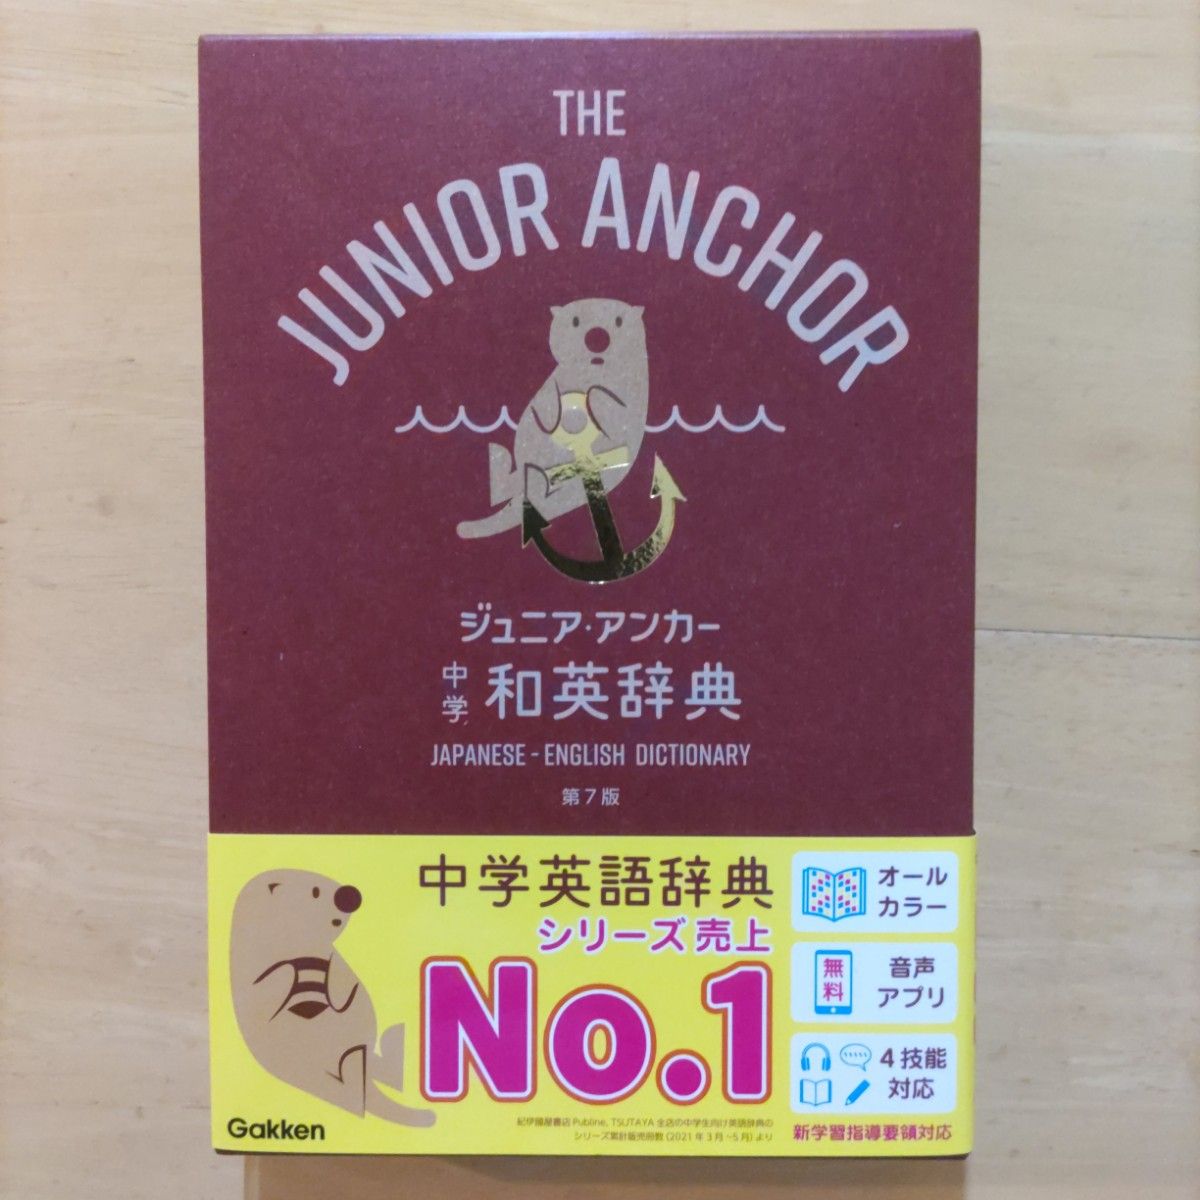 THE
JUNIOR ANCHOR
ジュニア・アンカー
中学 和英辞典
JAPANESE - ENGLISH DICTIONARY
第7版
中学英語辞典
シリーズ売上
No.1
紀伊國屋書店 Publine, TSUTAYA 全店の中学生向け英語辞典の
シリーズ累計販売冊数 (2021年3月~5月) より
Gakken
オール
カラー
無料
音声
アプリ
4技能
対応
新学習指導要領対応